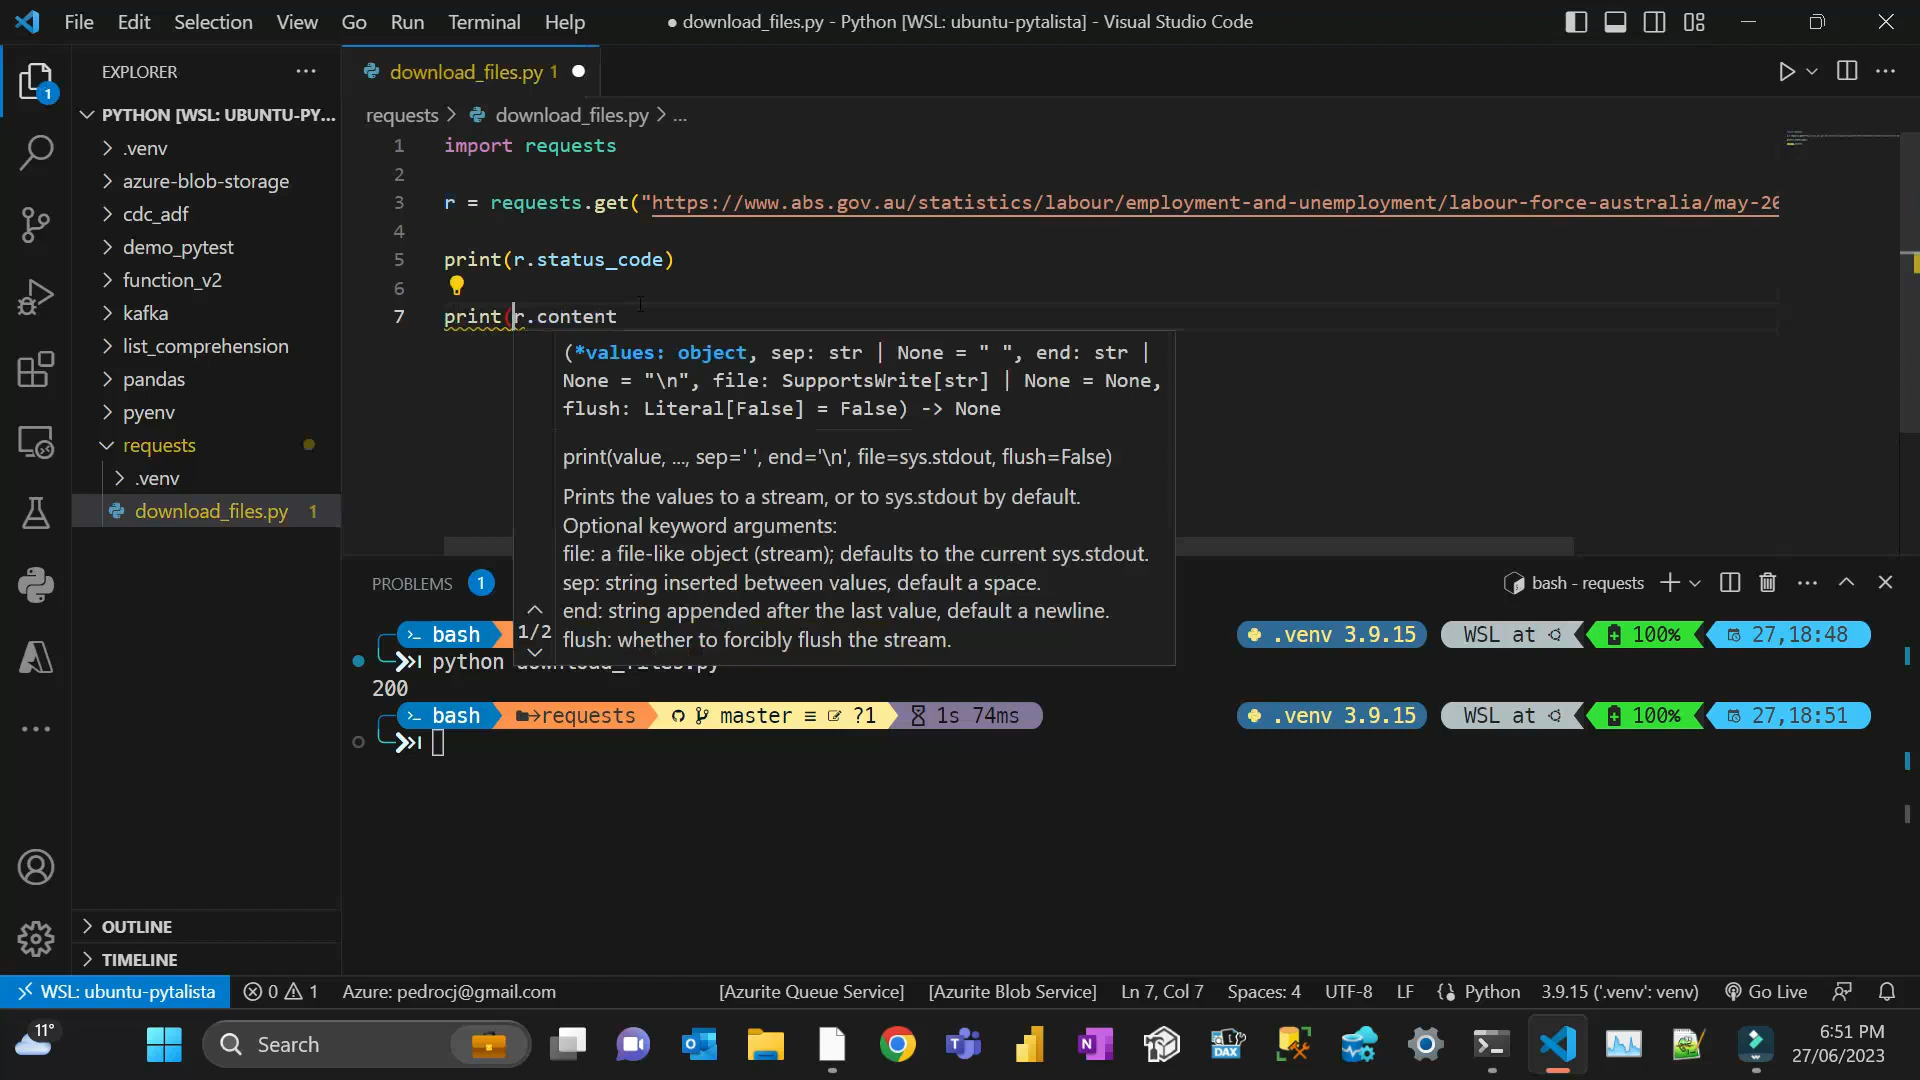 File Edit Selection View Go Run Terminal Help
● download_files.py - Python [WSL: ubuntu-pytalista] - Visual Studio Code
EXPLORER
1
PYTHON [WSL: UBUNTU-PY...
.venv
azure-blob-storage
cdc_adf
demo_pytest
function_v2
kafka
list_comprehension
pandas
pyenv
requests
.venv
download_files.py 1
OUTLINE
TIMELINE
download_files.py 1
requests > download_files.py > ...
1 import requests
2
3 r = requests.get("https://www.abs.gov.au/statistics/labour/employment-and-unemployment/labour-force-australia/may-20
4
5 print(r.status_code)
6
7 print(r.content
(*values: object, sep: str | None = " ", end: str |
None = "\n", file: SupportsWrite[str] | None = None,
flush: Literal[False] = False) -> None
print(value, ..., sep=' ', end='\n', file=sys.stdout, flush=False)
Prints the values to a stream, or to sys.stdout by default.
Optional keyword arguments:
file: a file-like object (stream); defaults to the current sys.stdout.
sep: string inserted between values, default a space.
end: string appended after the last value, default a newline.
flush: whether to forcibly flush the stream.
1/2
PROBLEMS 1
bash - requests
bash .venv 3.9.15 WSL at 100% 27,18:48
python download_files.py
200
bash requests master ≡ ?1 1s 74ms .venv 3.9.15 WSL at 100% 27,18:51
WSL: ubuntu-pytalista 0 1 Azure: pedrocj@gmail.com [Azurite Queue Service] [Azurite Blob Service] Ln 7, Col 7 Spaces: 4 UTF-8 LF Python 3.9.15 ('.venv': venv) Go Live
11°
Search
DAX
6:51 PM
27/06/2023